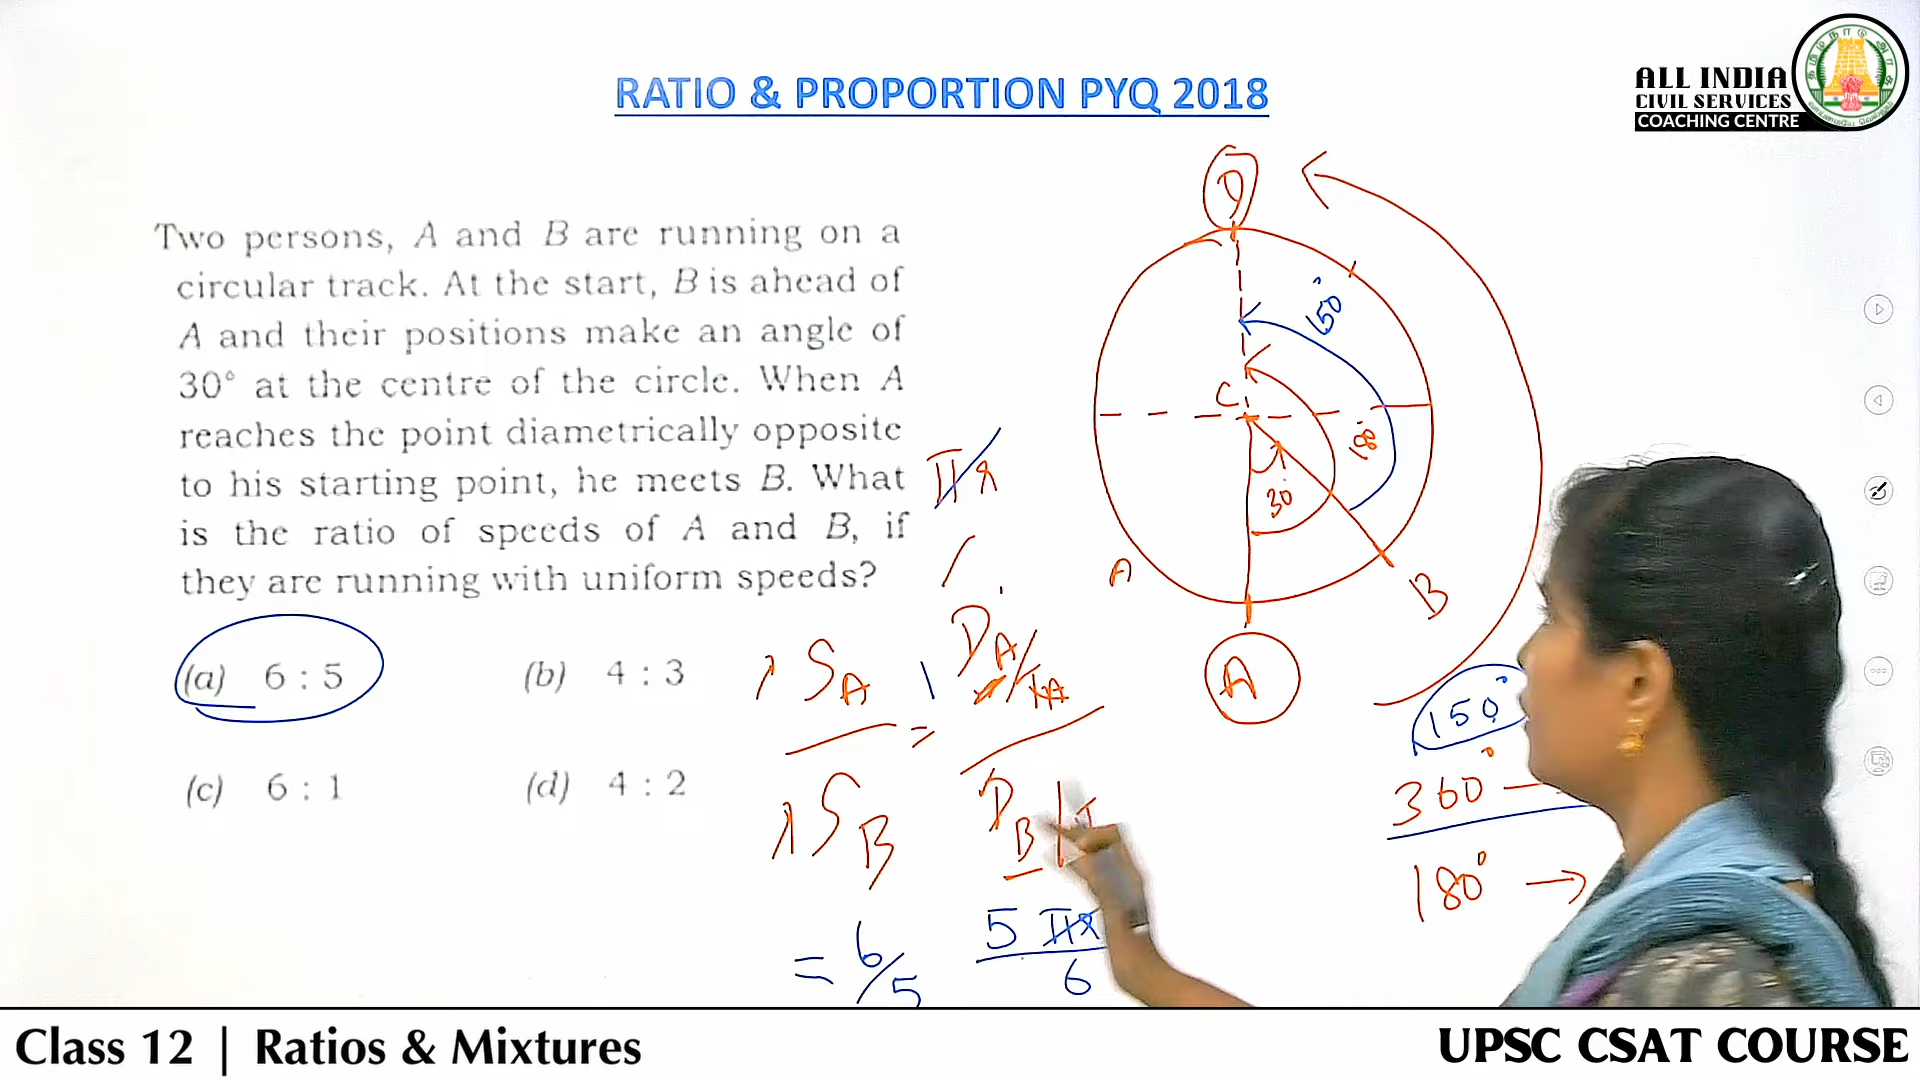 RATIO & PROPORTION PYQ 2018
ALL INDIA
CIVIL SERVICES
COACHING CENTRE
Two persons, A and B are running on a
circular track. At the start, B is ahead of
A and their positions make an angle of
30° at the centre of the circle. When A
reaches the point diametrically opposite
to his starting point, he meets B. What
is the ratio of speeds of A and B, if
they are running with uniform speeds?
(a) 6 : 5
(b) 4 : 3
(c) 6 : 1
(d) 4 : 2
150°
C
180°
30
A
B
A
πr
S_A
=
D_A/
S_B
D_B
= 6/5
5 πr
6
150°
360° →
180° →
Class 12 | Ratios & Mixtures
UPSC CSAT COURSE